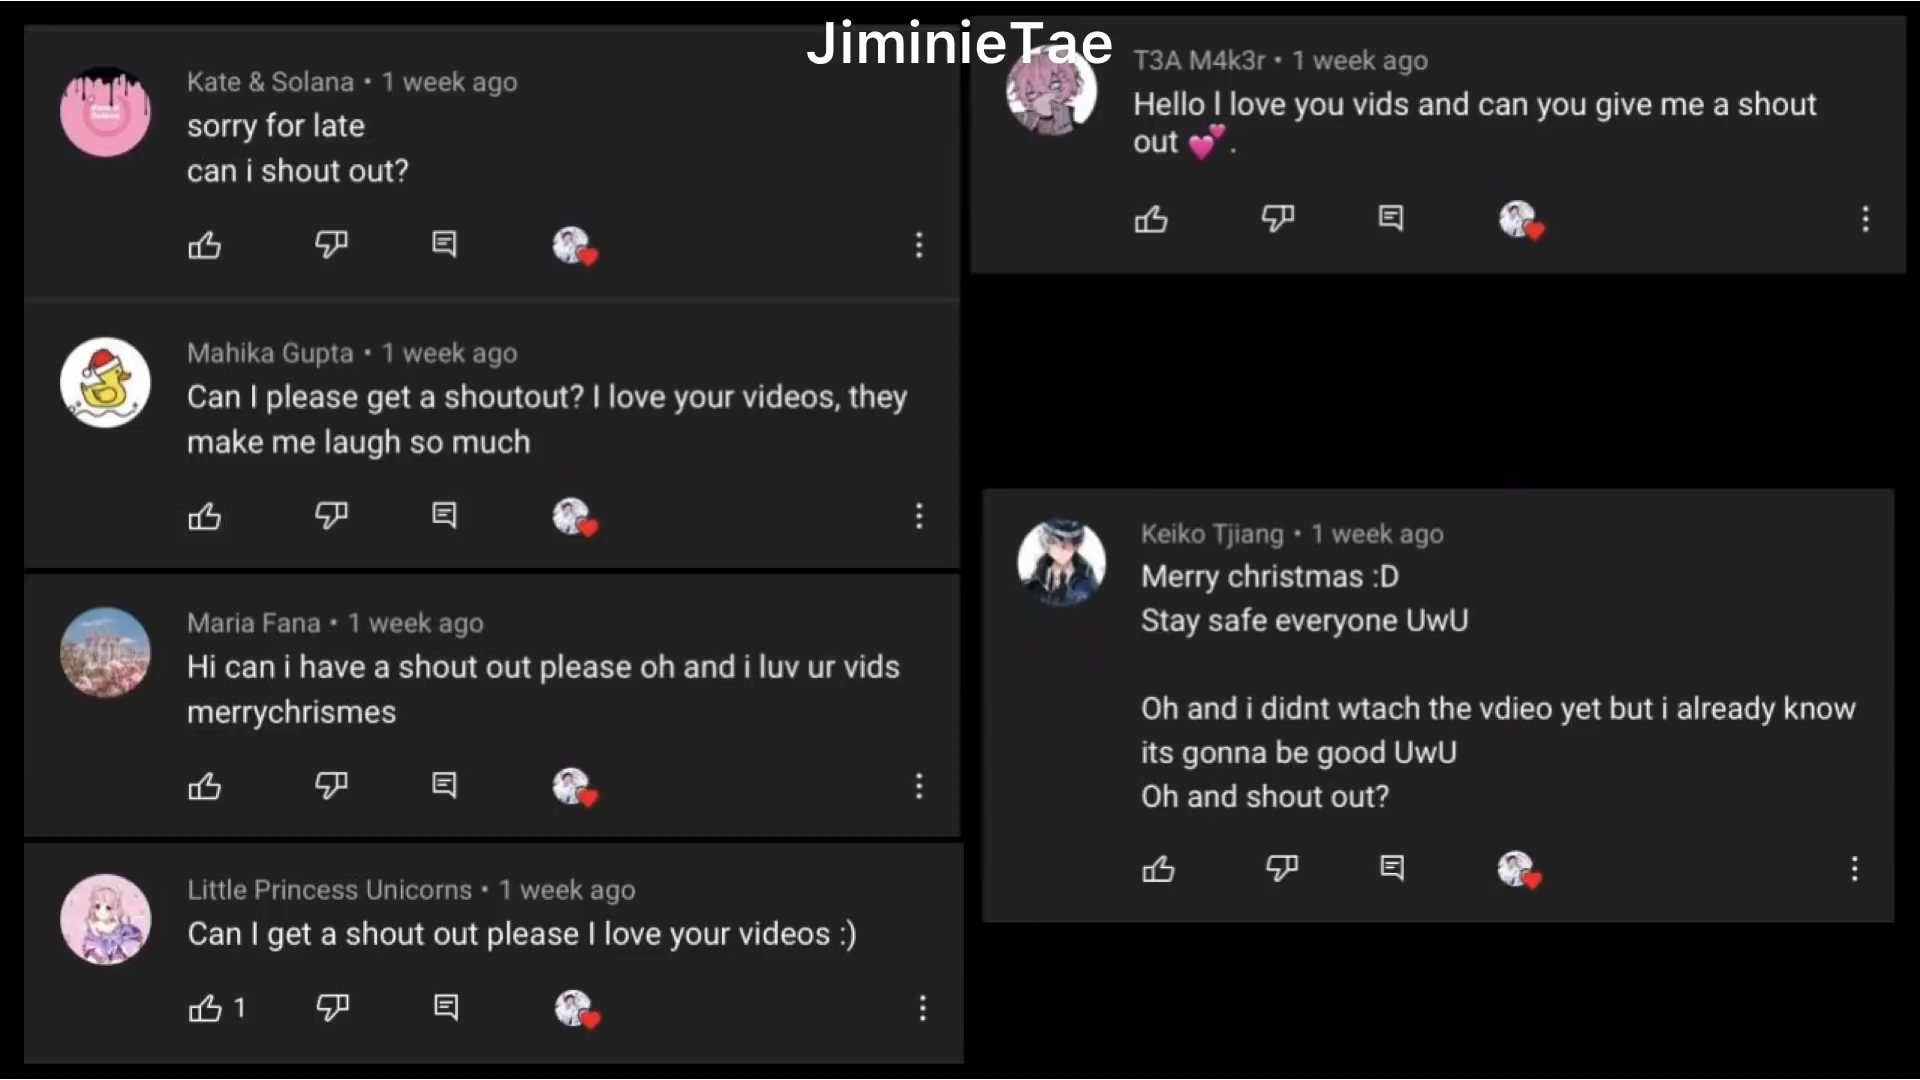 JiminieTae
Kate & Solana • 1 week ago
sorry for late
can i shout out?
Mahika Gupta • 1 week ago
Can I please get a shoutout? I love your videos, they
make me laugh so much
Maria Fana • 1 week ago
Hi can i have a shout out please oh and i luv ur vids
merrychrismes
Little Princess Unicorns • 1 week ago
Can I get a shout out please I love your videos :)
1
T3A M4k3r • 1 week ago
Hello I love you vids and can you give me a shout
out 💕 .
Keiko Tjiang • 1 week ago
Merry christmas :D
Stay safe everyone UwU
Oh and i didnt wtach the vdieo yet but i already know
its gonna be good UwU
Oh and shout out?